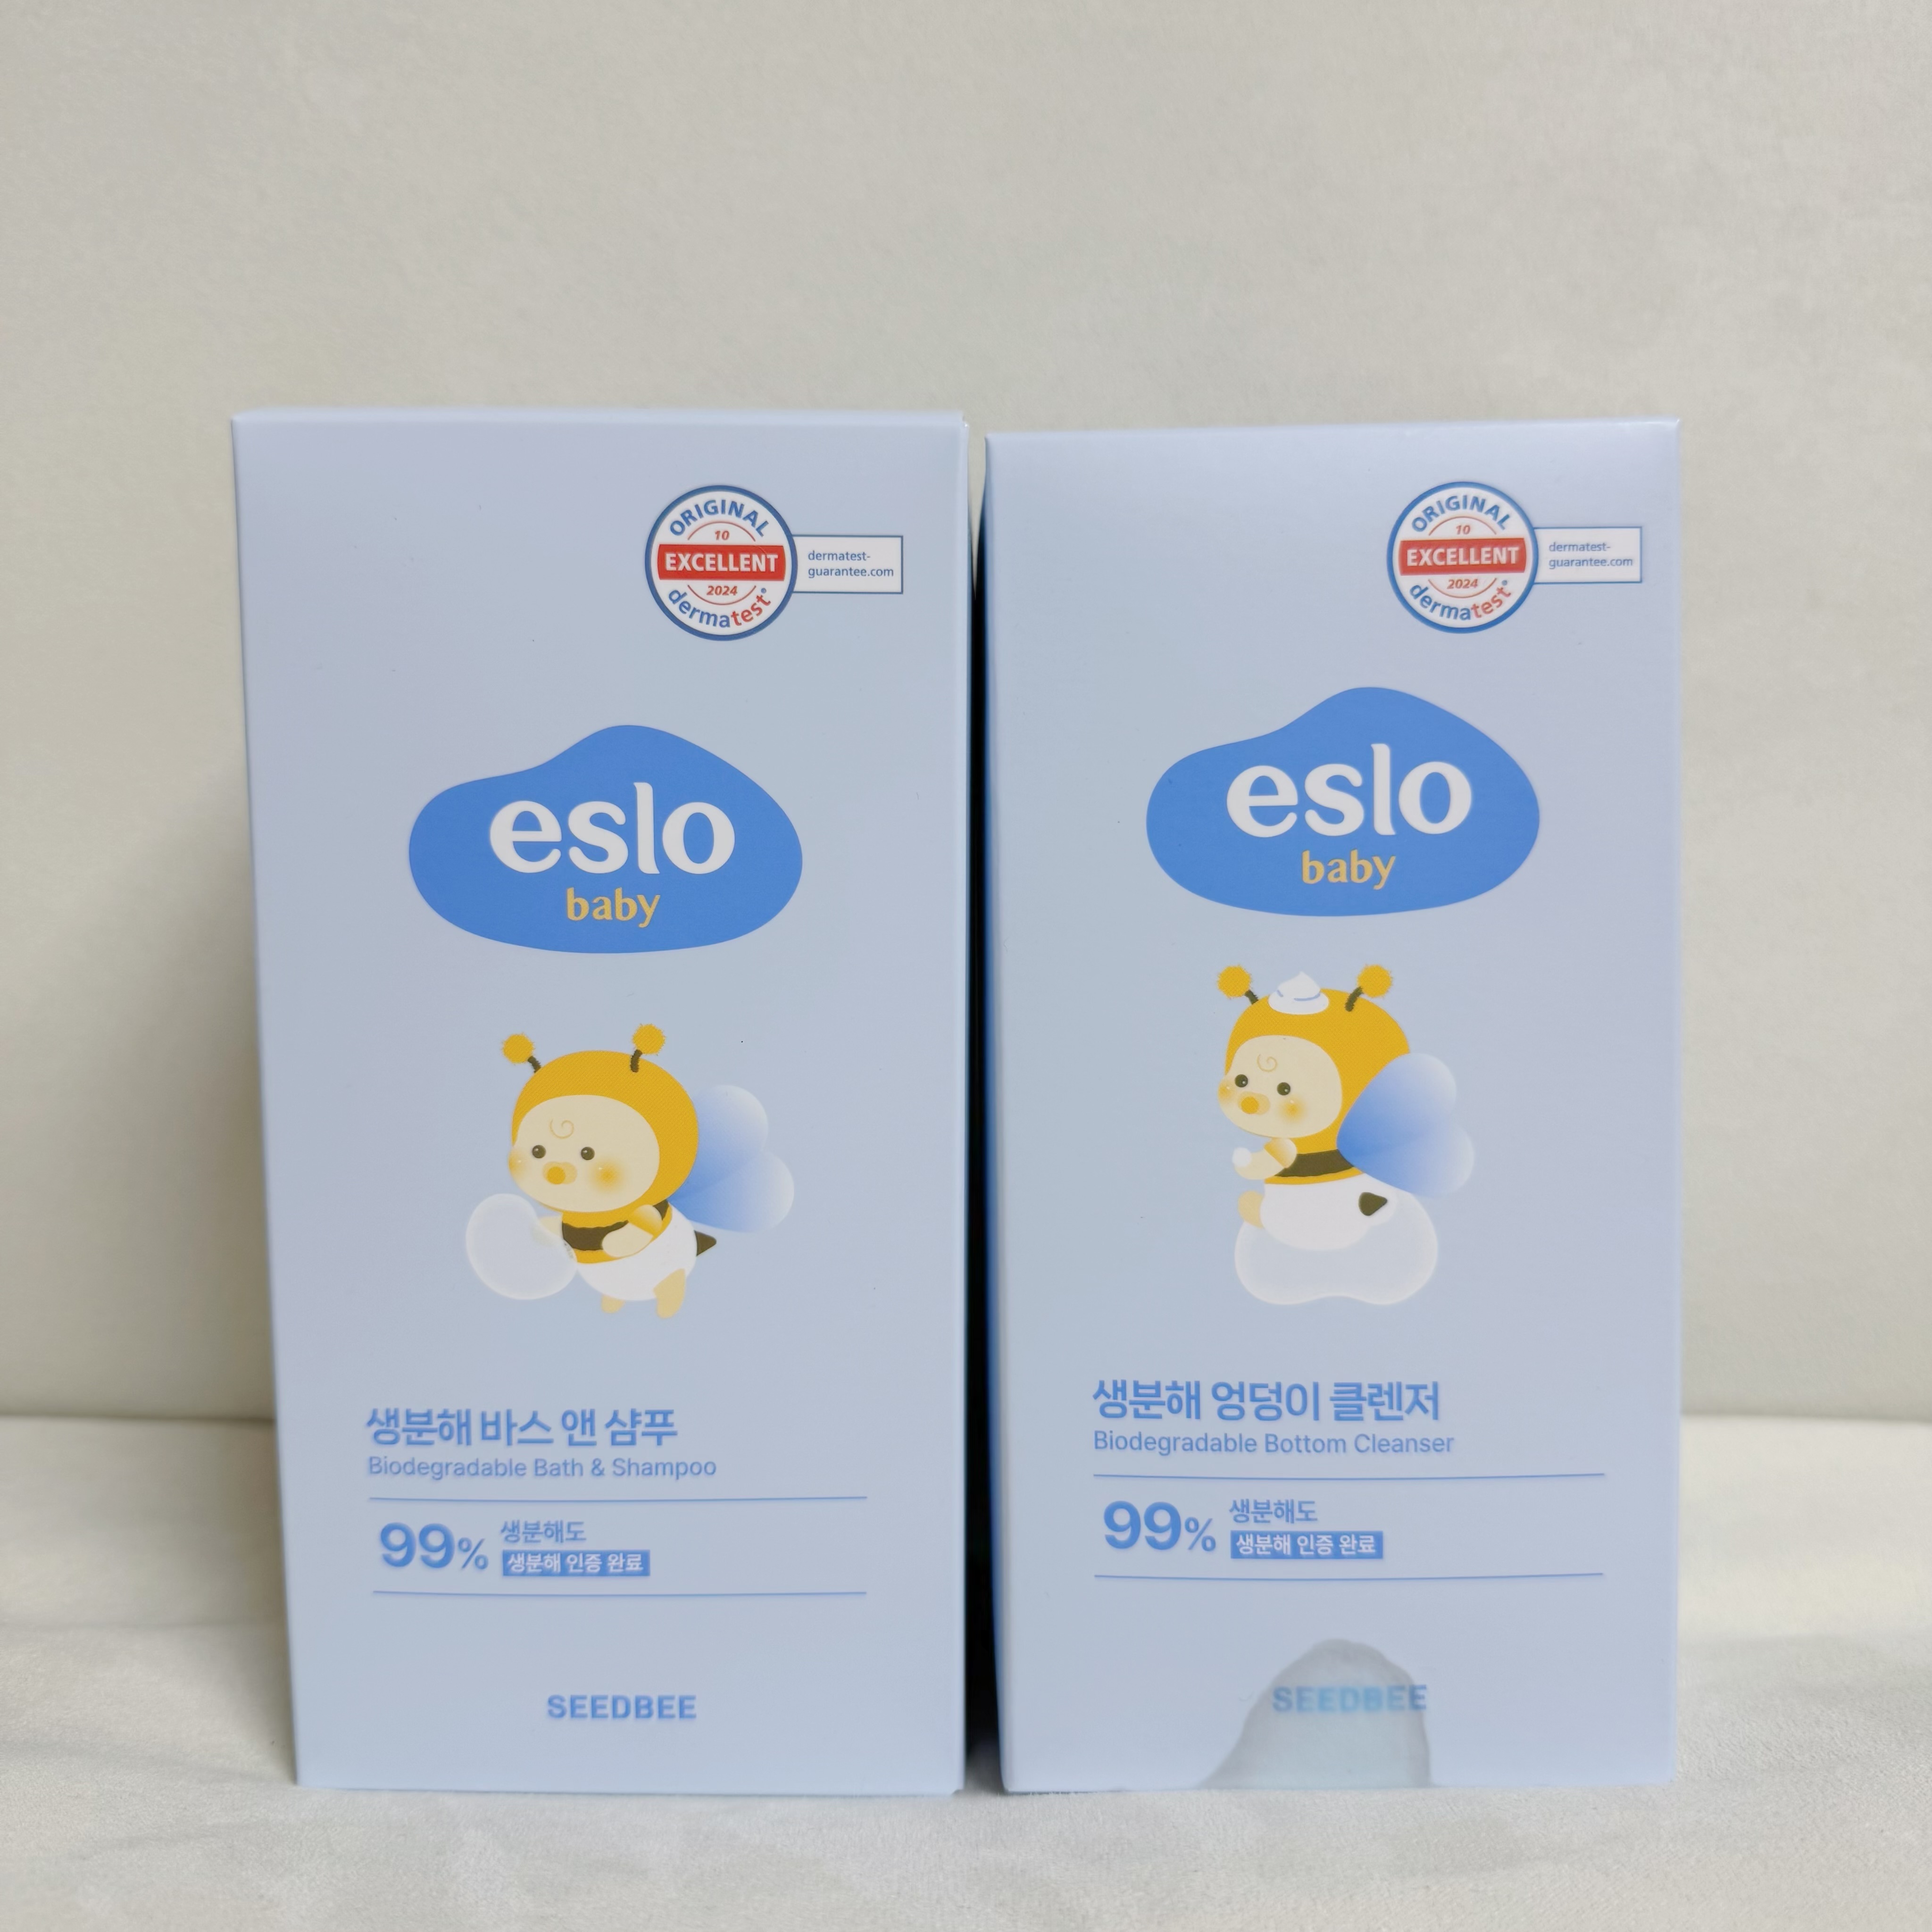 ORIGINAL
10
EXCELLENT
2024
dermatest®
dermatest-
guarantee.com
eslo
baby
생분해 바스 앤 샴푸
Biodegradable Bath & Shampoo
99% 생분해도
생분해 인증 완료
SEEDBEE
ORIGINAL
10
EXCELLENT
2024
dermatest®
dermatest-
guarantee.com
eslo
baby
생분해 엉덩이 클렌저
Biodegradable Bottom Cleanser
99% 생분해도
생분해 인증 완료
SEEDBEE